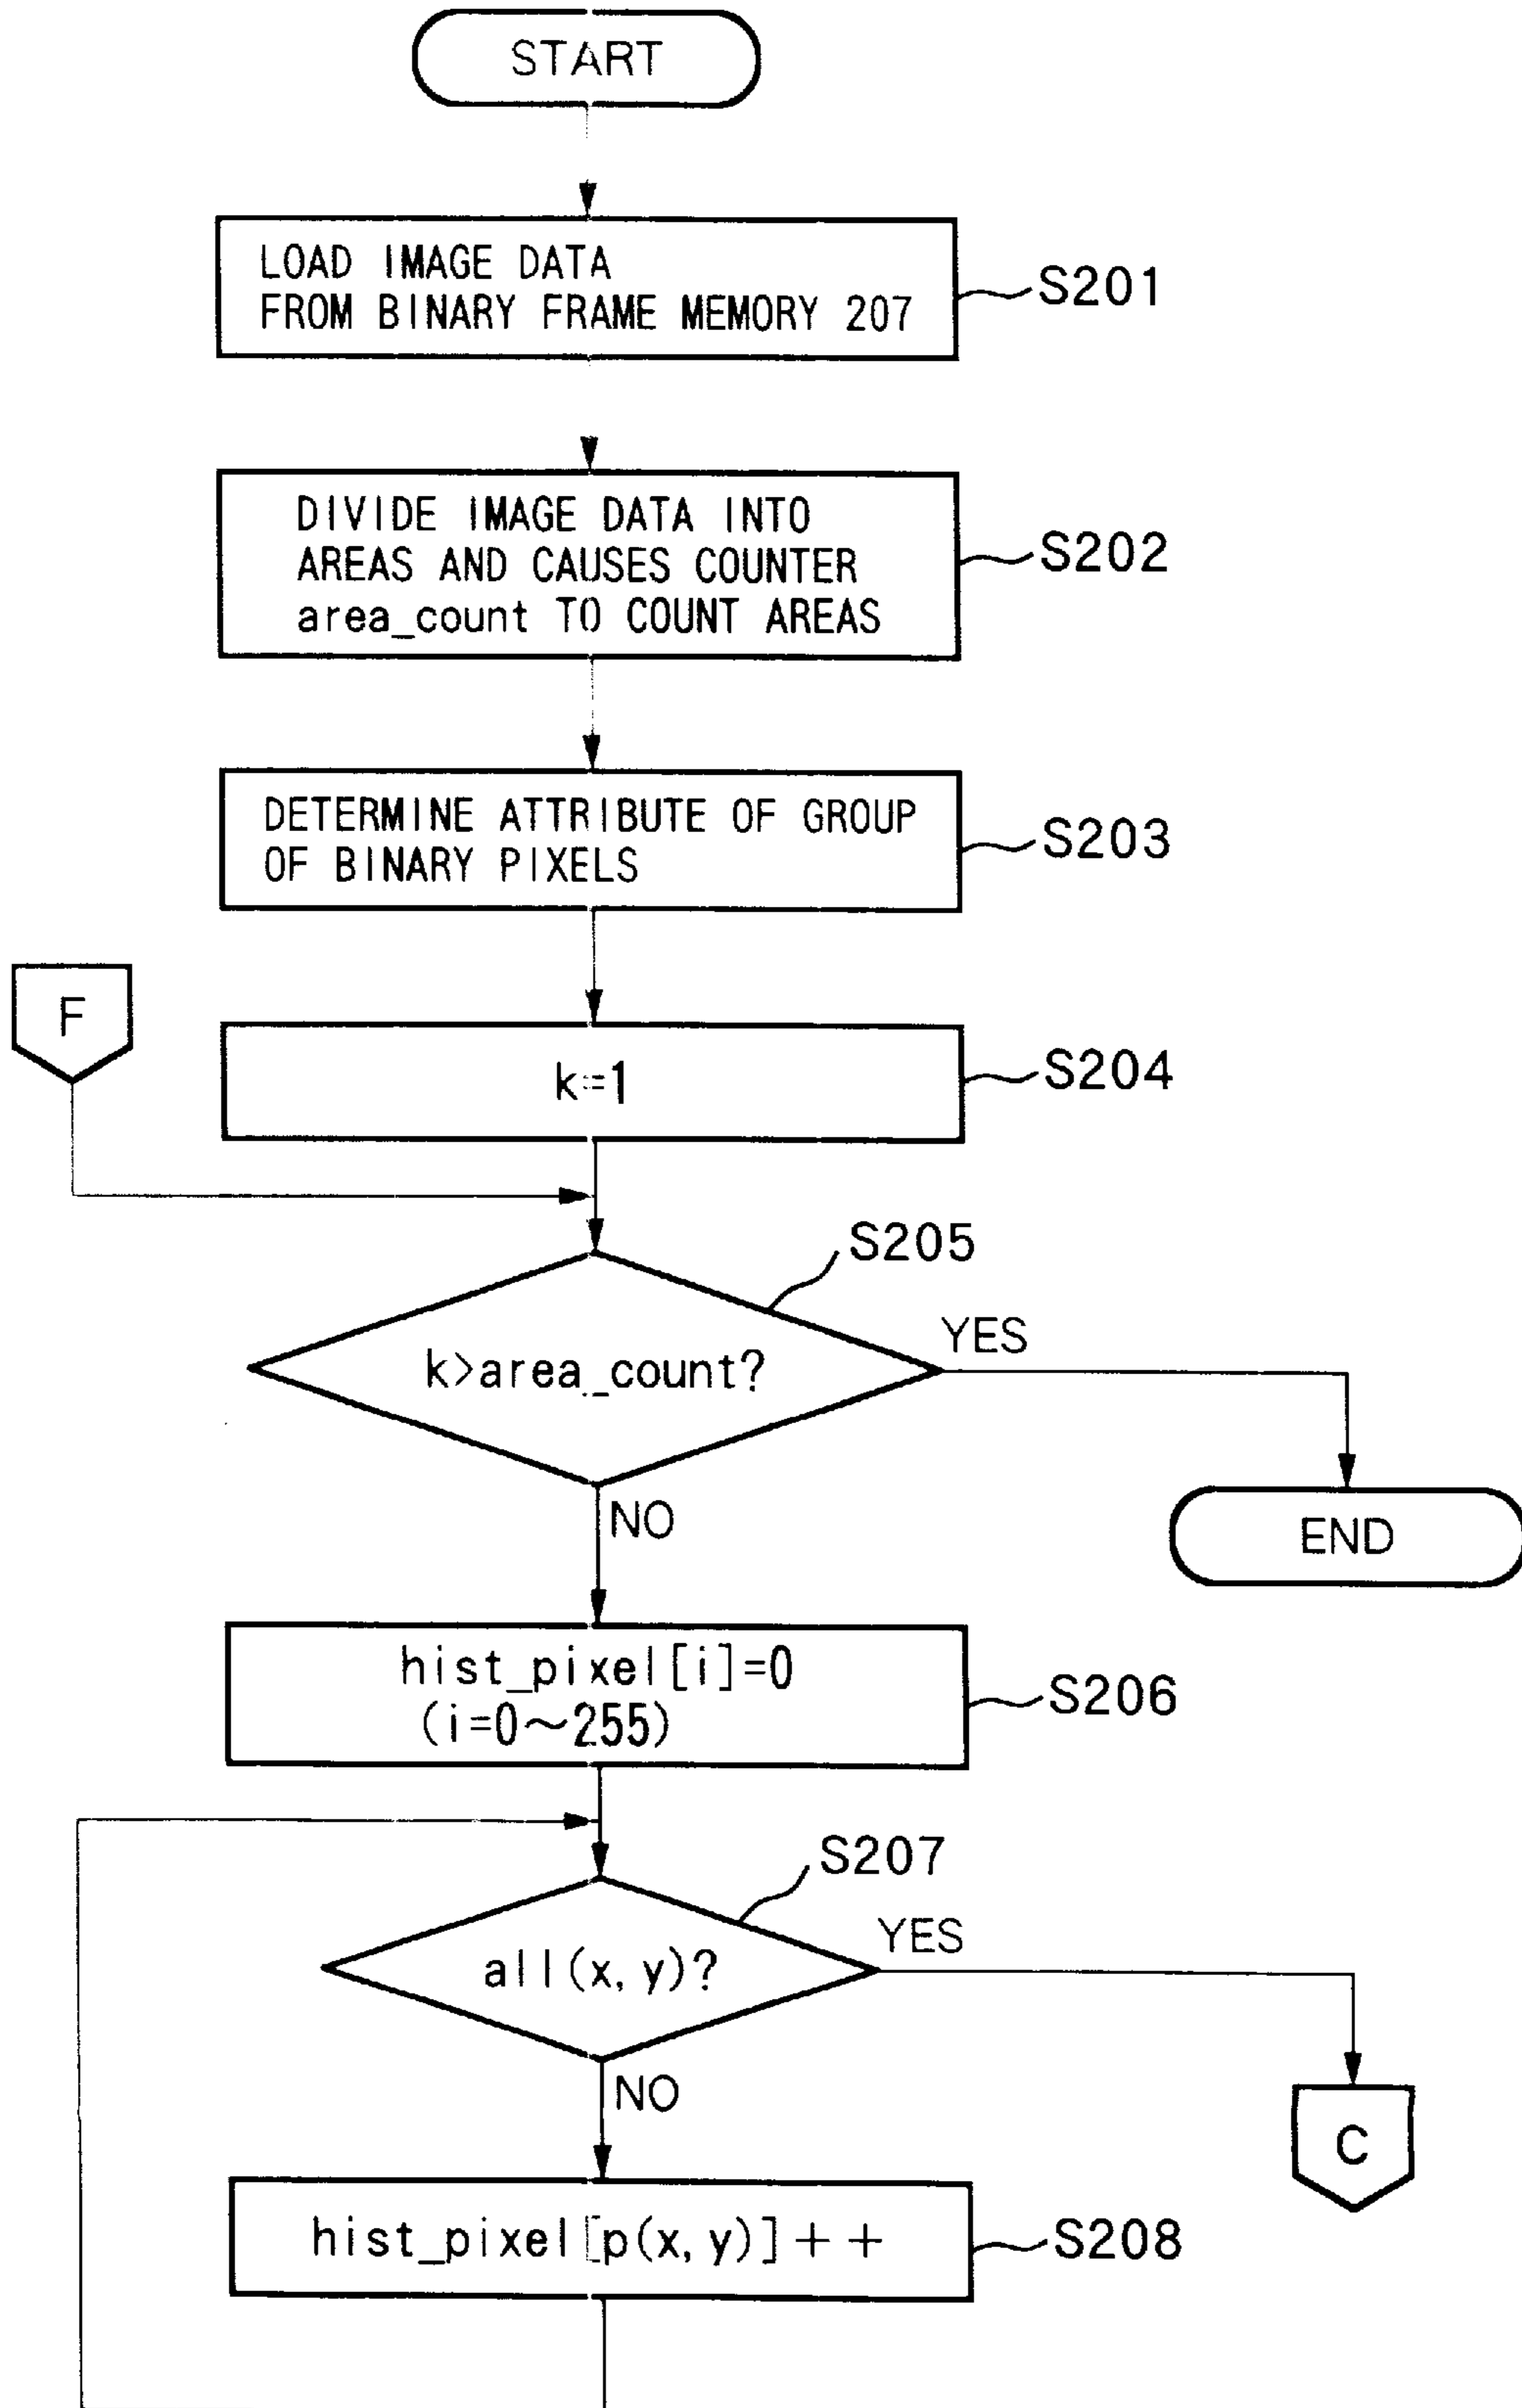 START
LOAD IMAGE DATA
FROM BINARY FRAME MEMORY 207
S201
DIVIDE IMAGE DATA INTO
AREAS AND CAUSES COUNTER
area_count TO COUNT AREAS
S202
DETERMINE ATTRIBUTE OF GROUP
OF BINARY PIXELS
S203
F
k=1
S204
S205
k>area_count?
YES
NO
END
hist_pixel[i]=0
(i=0~255)
S206
S207
all(x, y)?
YES
NO
C
hist_pixel[p(x, y)]++
S208